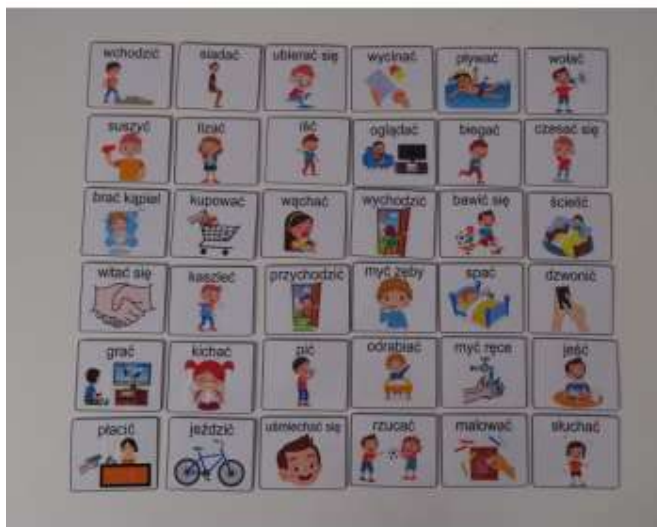 wchodzić siadać ubierać się wycinać pływać wołać
suszyć lizać iść oglądać biegać czesać się
brać kąpiel kupować wąchać wychodzić bawić się ścielić
witać się kaszleć przychodzić myć zęby spać dzwonić
grać kichać pić odrabiać myć ręce jeść
płacić jeździć uśmiechać się rzucać malować słuchać